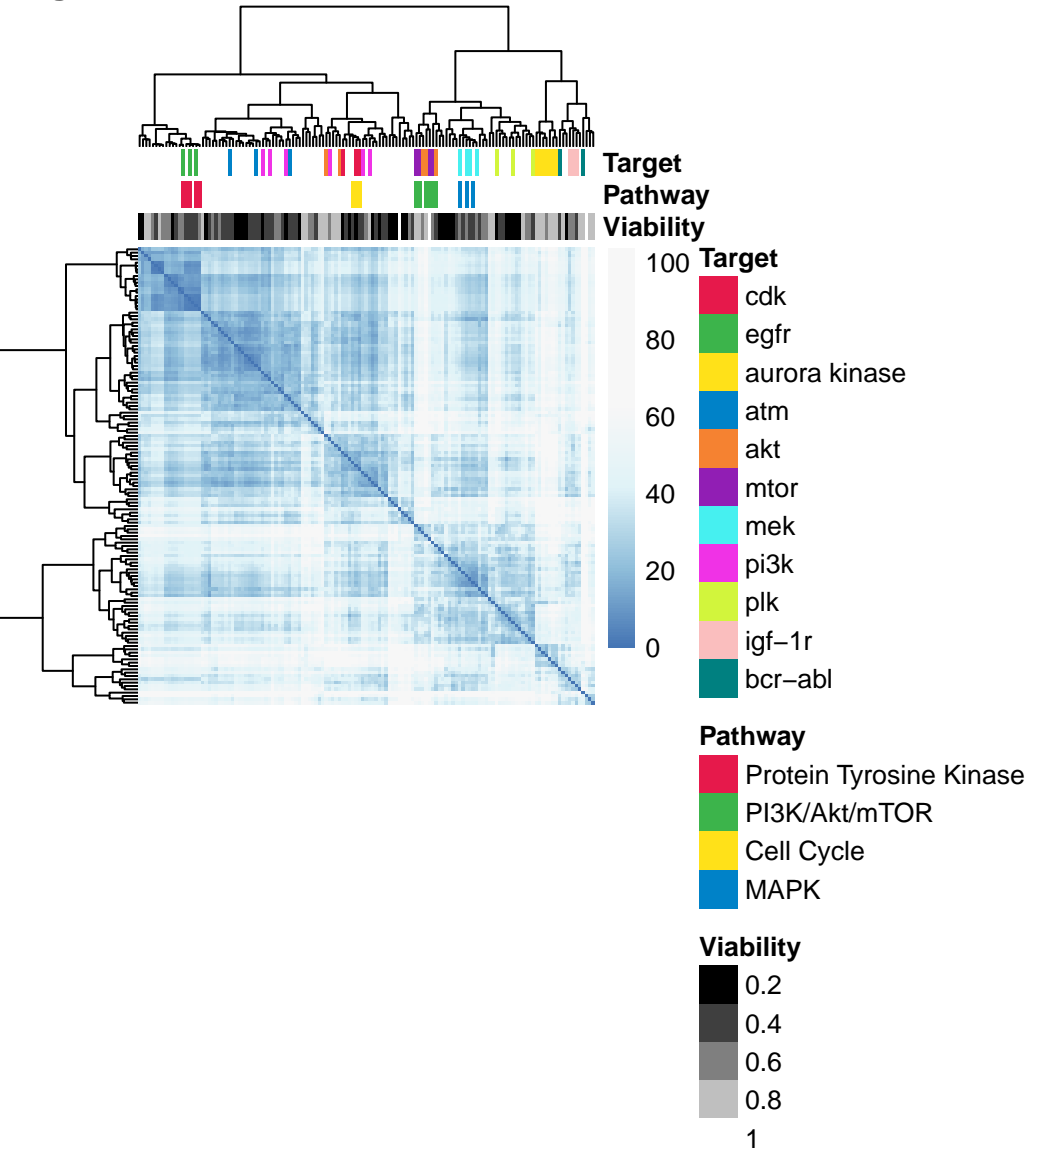 Target
Pathway
Viability
100
80
60
40
20
0
Target
cdk
egfr
aurora kinase
atm
akt
mtor
mek
pi3k
plk
igf−1r
bcr−abl
Pathway
Protein Tyrosine Kinase
PI3K/Akt/mTOR
Cell Cycle
MAPK
Viability
0.2
0.4
0.6
0.8
1